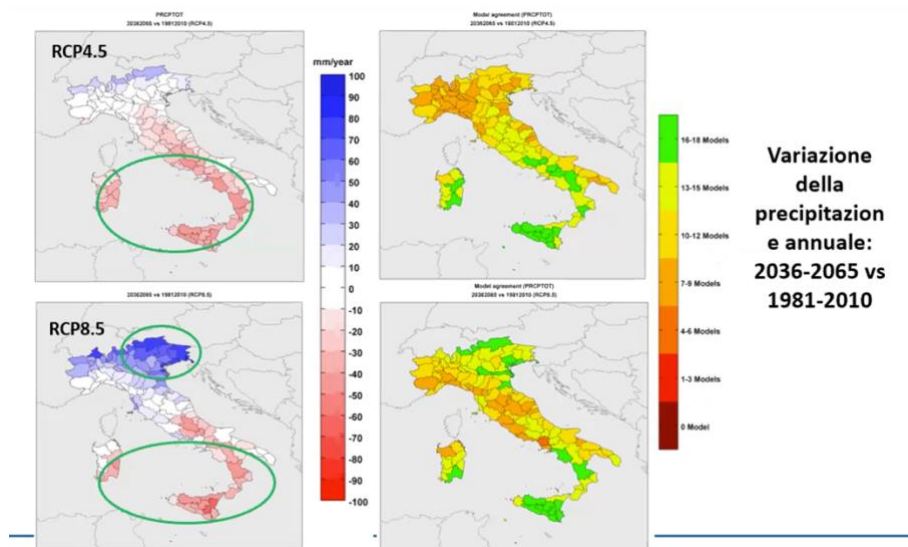 PRCPTOT
20362065 vs 19812010 (RCP4.5)
RCP4.5
Model agreement (PRCPTOT)
20362065 vs 19812010 (RCP4.5)
mm/year
100
90
80
70
60
50
40
30
20
10
0
-10
-20
-30
-40
-50
-60
-70
-80
-90
-100
20362065 vs 19812010 (RCP8.5)
RCP8.5
Model agreement (PRCPTOT)
20362065 vs 19812010 (RCP8.5)
16-18 Models
13-15 Models
10-12 Models
7-9 Models
4-6 Models
1-3 Models
0 Model
Variazione
della
precipitazion
e annuale:
2036-2065 vs
1981-2010